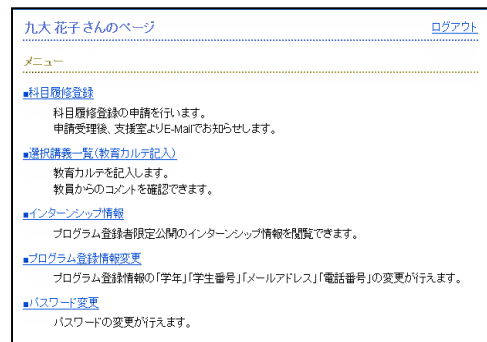 九大 花子 さんのページ
ログアウト
メニュー
■科目履修登録
科目履修登録の申請を行います。
申請受理後、支援室よりE-Mailでお知らせします。
■選択講義一覧(教育カルテ記入)
教育カルテを記入します。
教員からのコメントを確認できます。
■インターンシップ情報
プログラム登録者限定公開のインターンシップ情報を閲覧できます。
■プログラム登録情報変更
プログラム登録情報の「学年」「学生番号」「メールアドレス」「電話番号」の変更が行えます。
■パスワード変更
パスワードの変更が行えます。